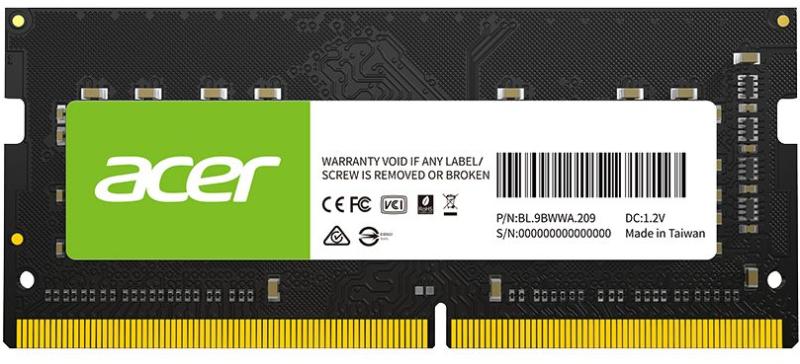 acer
WARRANTY VOID IF ANY LABEL/
SCREW IS REMOVED OR BROKEN
CE FC VCI RoHS
P/N:BL.9BWWA.209 DC:1.2V
S/N:000000000000000 Made in Taiwan